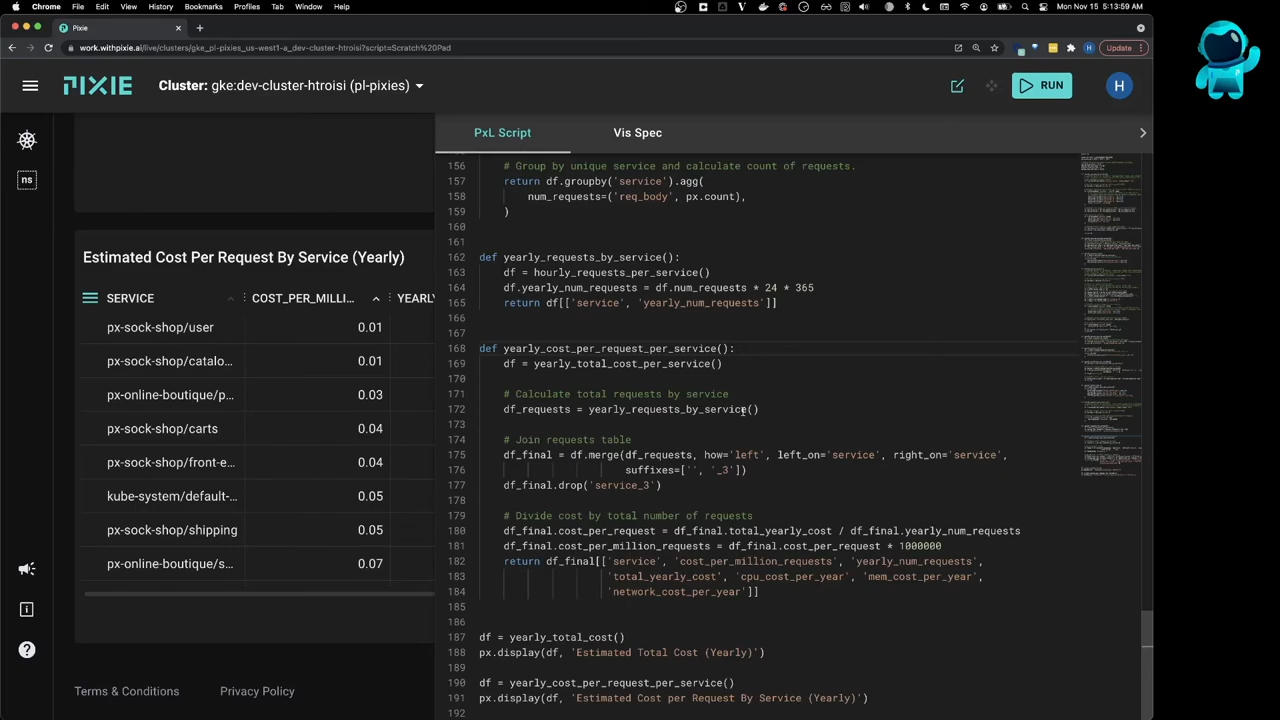 Chrome File Edit View History Bookmarks Profiles Tab Window Help Mon Nov 15 5:13:59 AM
Pixie
work.withpixie.ai/live/clusters/gke_pl-pixies_us-west1-a_dev-cluster-htroisi?script=Scratch%20Pad
H
Update
PIXIE
Cluster: gke:dev-cluster-htroisi (pl-pixies)
RUN
H
PxL Script
Vis Spec
ns
156 # Group by unique service and calculate count of requests.
157 return df.groupby('service').agg(
158 num_requests=('req_body', px.count),
159 )
160
161
162 def yearly_requests_by_service():
163 df = hourly_requests_per_service()
164 df.yearly_num_requests = df.num_requests * 24 * 365
165 return df[['service', 'yearly_num_requests']]
166
167
168 def yearly_cost_per_request_per_service():
169 df = yearly_total_cost_per_service()
170
171 # Calculate total requests by service
172 df_requests = yearly_requests_by_service()
173
174 # Join requests table
175 df_final = df.merge(df_requests, how='left', left_on='service', right_on='service',
176 suffixes=['', '_3'])
177 df_final.drop('service_3')
178
179 # Divide cost by total number of requests
180 df_final.cost_per_request = df_final.total_yearly_cost / df_final.yearly_num_requests
181 df_final.cost_per_million_requests = df_final.cost_per_request * 1000000
182 return df_final[['service', 'cost_per_million_requests', 'yearly_num_requests',
183 'total_yearly_cost', 'cpu_cost_per_year', 'mem_cost_per_year',
184 'network_cost_per_year']]
185
186
187 df = yearly_total_cost()
188 px.display(df, 'Estimated Total Cost (Yearly)')
189
190 df = yearly_cost_per_request_per_service()
191 px.display(df, 'Estimated Cost per Request By Service (Yearly)')
192
Estimated Cost Per Request By Service (Yearly)
SERVICE COST_PER_MILLI... YEARLY
px-sock-shop/user 0.01
px-sock-shop/catalo... 0.01
px-online-boutique/p... 0.03
px-sock-shop/carts 0.04
px-sock-shop/front-e... 0.04
kube-system/default-... 0.05
px-sock-shop/shipping 0.05
px-online-boutique/s... 0.07
Terms & Conditions
Privacy Policy